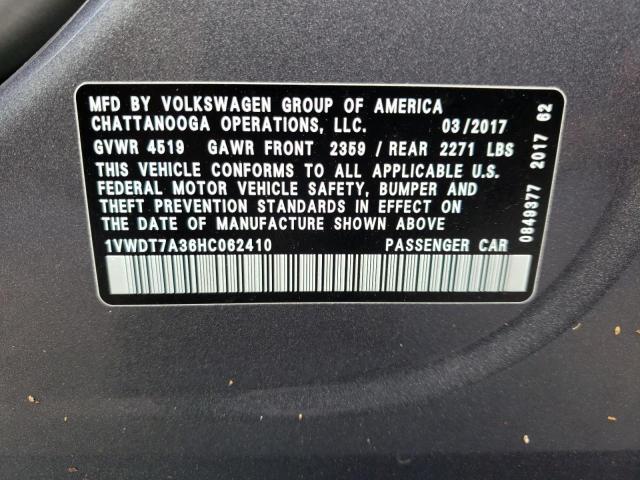 MFD BY VOLKSWAGEN GROUP OF AMERICA
CHATTANOOGA OPERATIONS, LLC. 03/2017
GVWR 4519 GAWR FRONT 2359 / REAR 2271 LBS
THIS VEHICLE CONFORMS TO ALL APPLICABLE U.S.
FEDERAL MOTOR VEHICLE SAFETY, BUMPER AND
THEFT PREVENTION STANDARDS IN EFFECT ON
THE DATE OF MANUFACTURE SHOWN ABOVE
1VWDT7A36HC062410 PASSENGER CAR
0849377 2017 62